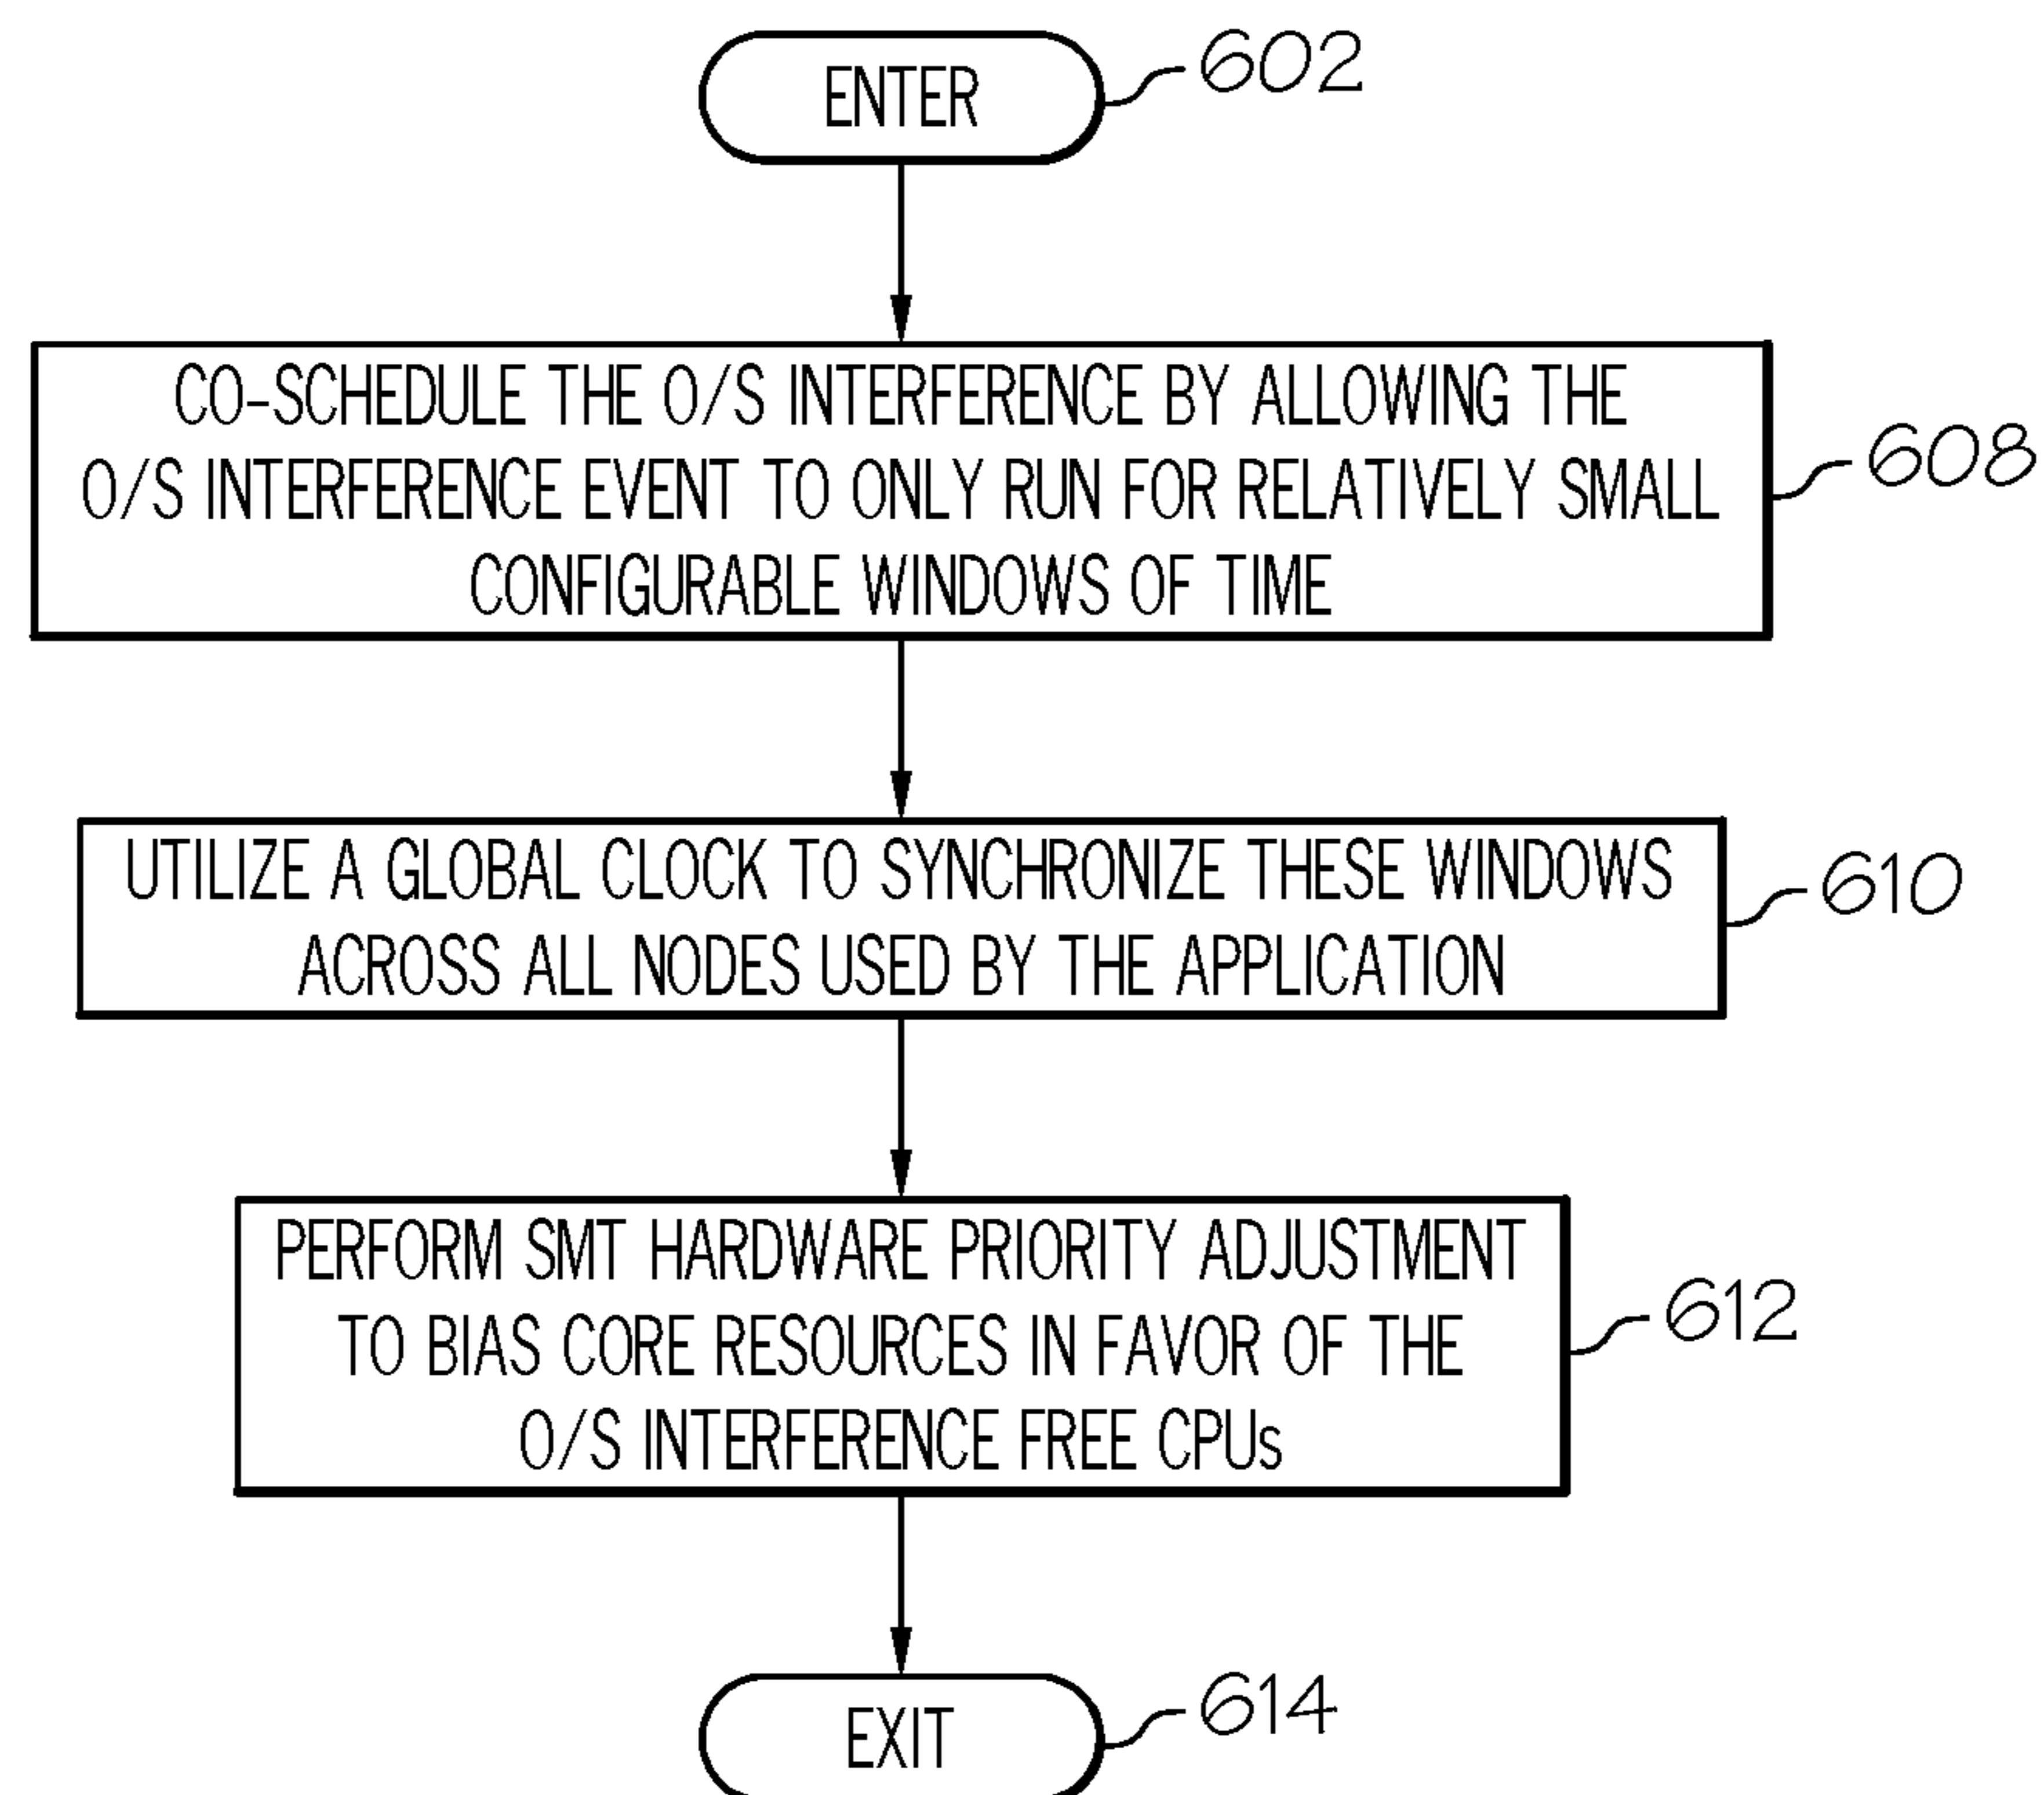 ENTER
602
CO-SCHEDULE THE O/S INTERFERENCE BY ALLOWING THE
O/S INTERFERENCE EVENT TO ONLY RUN FOR RELATIVELY SMALL
CONFIGURABLE WINDOWS OF TIME
608
UTILIZE A GLOBAL CLOCK TO SYNCHRONIZE THESE WINDOWS
ACROSS ALL NODES USED BY THE APPLICATION
610
PERFORM SMT HARDWARE PRIORITY ADJUSTMENT
TO BIAS CORE RESOURCES IN FAVOR OF THE
O/S INTERFERENCE FREE CPUs
612
EXIT
614